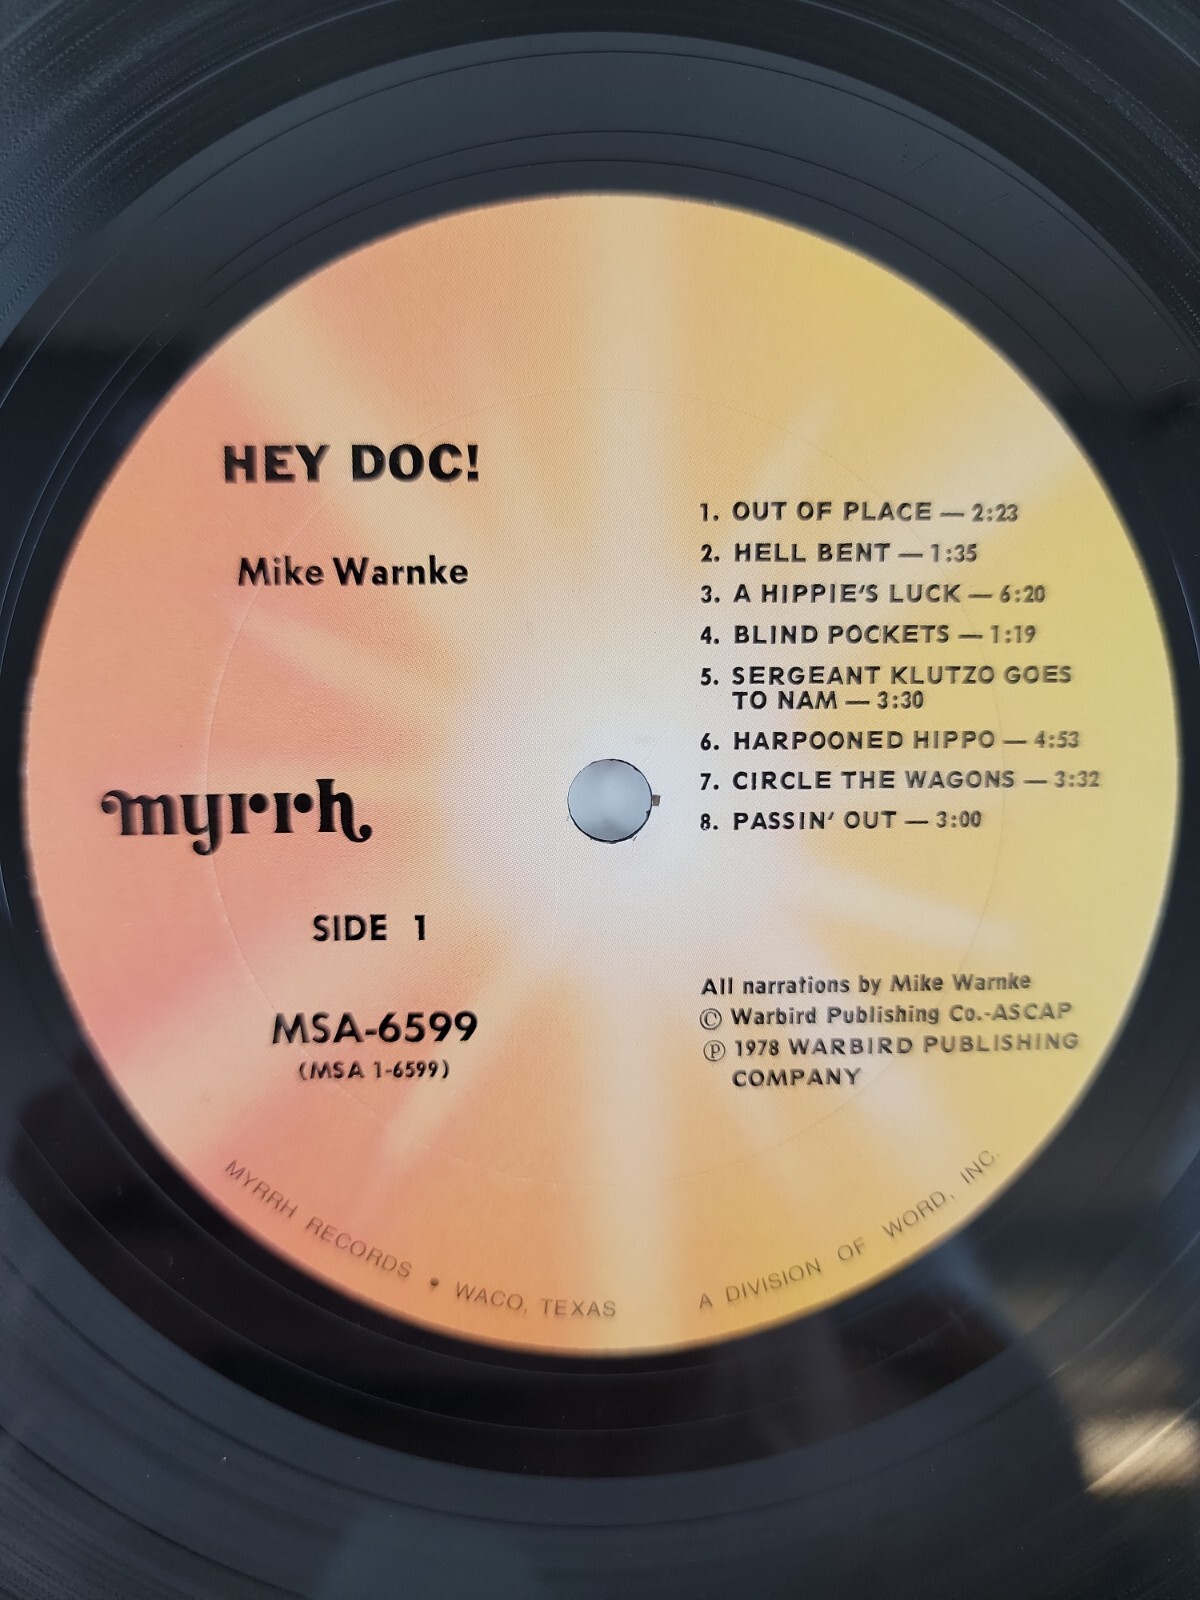 HEY DOC!
Mike Warnke
myrrh
SIDE 1
MSA-6599
(MSA 1-6599)
1. OUT OF PLACE — 2:23
2. HELL BENT — 1:35
3. A HIPPIE'S LUCK — 6:20
4. BLIND POCKETS — 1:19
5. SERGEANT KLUTZO GOES
TO NAM — 3:30
6. HARPOONED HIPPO — 4:53
7. CIRCLE THE WAGONS — 3:32
8. PASSIN' OUT — 3:00
All narrations by Mike Warnke
© Warbird Publishing Co.-ASCAP
℗ 1978 WARBIRD PUBLISHING
COMPANY
MYRRH RECORDS • WACO, TEXAS A DIVISION OF WORD, INC.